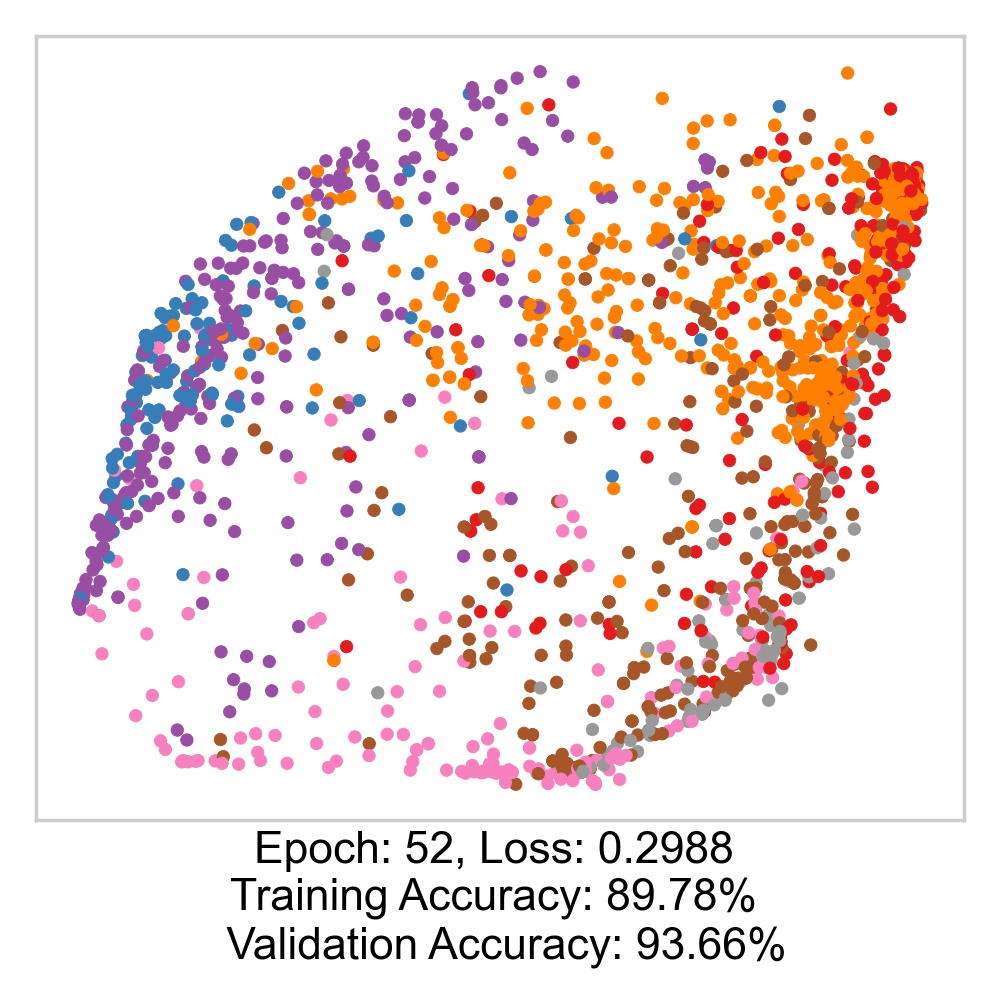 Epoch: 52, Loss: 0.2988
Training Accuracy: 89.78%
Validation Accuracy: 93.66%